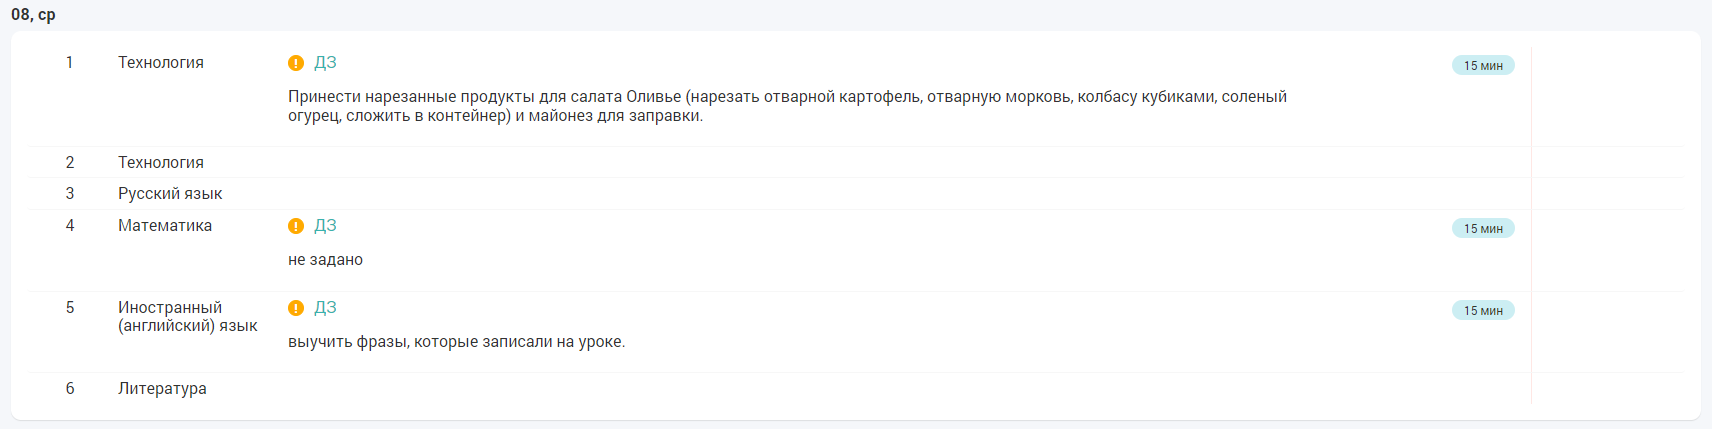 08, ср
1 Технология ДЗ 15 мин
Принести нарезанные продукты для салата Оливье (нарезать отварной картофель, отварную морковь, колбасу кубиками, соленый
огурец, сложить в контейнер) и майонез для заправки.
2 Технология
3 Русский язык
4 Математика ДЗ 15 мин
не задано
5 Иностранный ДЗ 15 мин
(английский) язык
выучить фразы, которые записали на уроке.
6 Литература